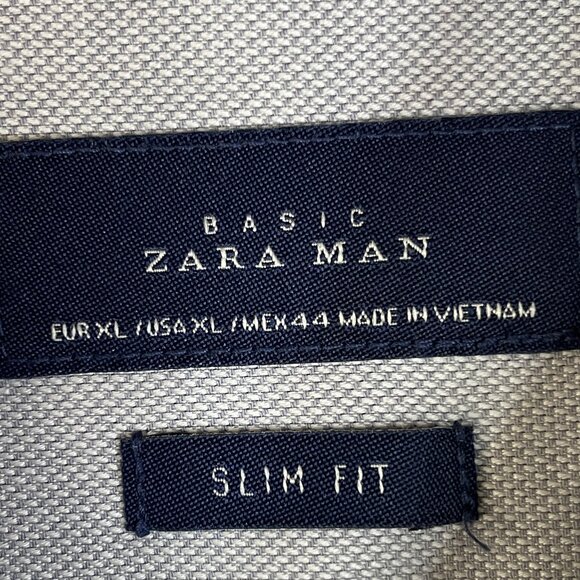 BASIC
ZARA MAN
EUR XL / USA XL / MEX 44 MADE IN VIETNAM
SLIM FIT